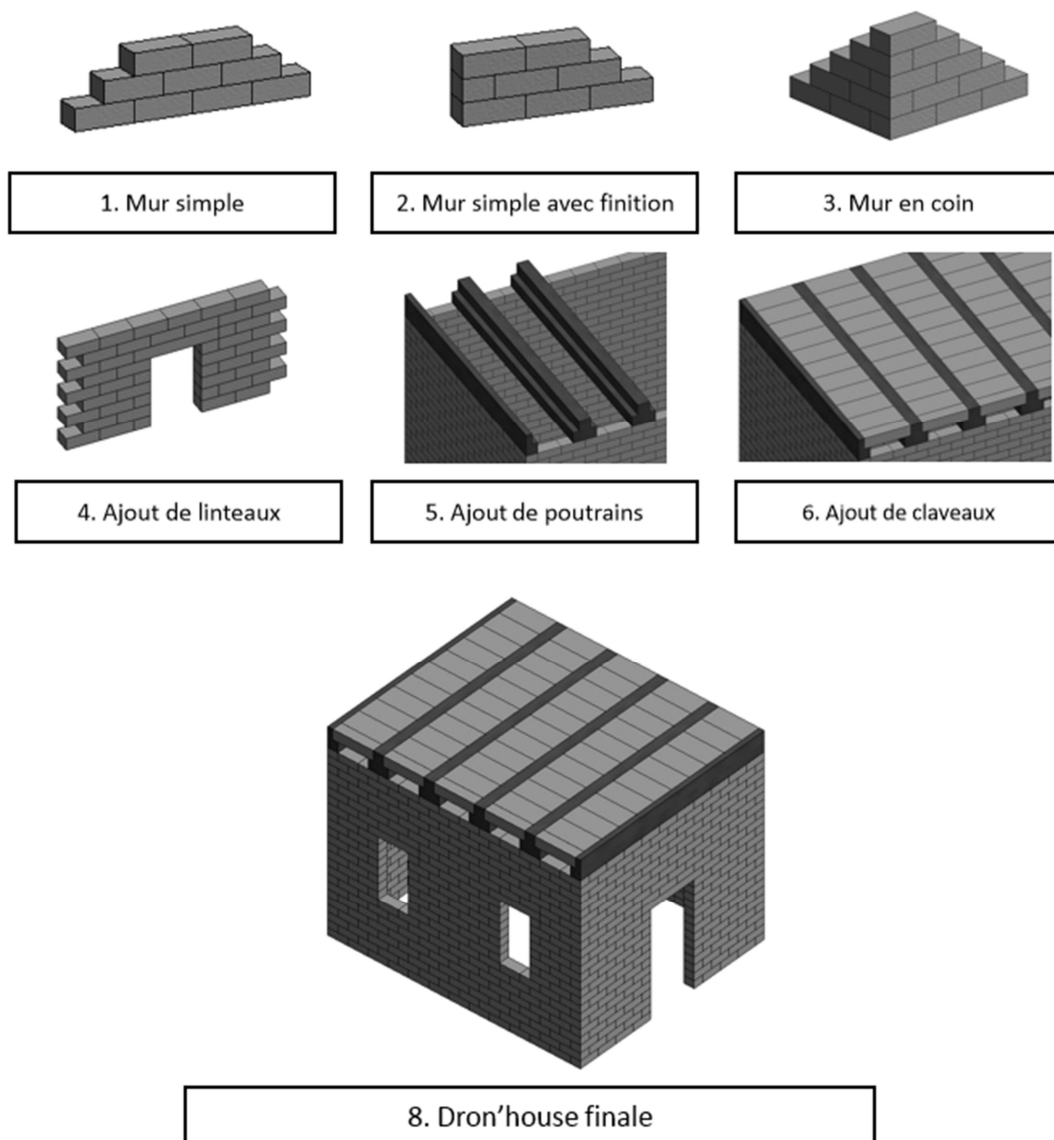 1. Mur simple
2. Mur simple avec finition
3. Mur en coin
4. Ajout de linteaux
5. Ajout de poutrains
6. Ajout de claveaux
8. Dron'house finale